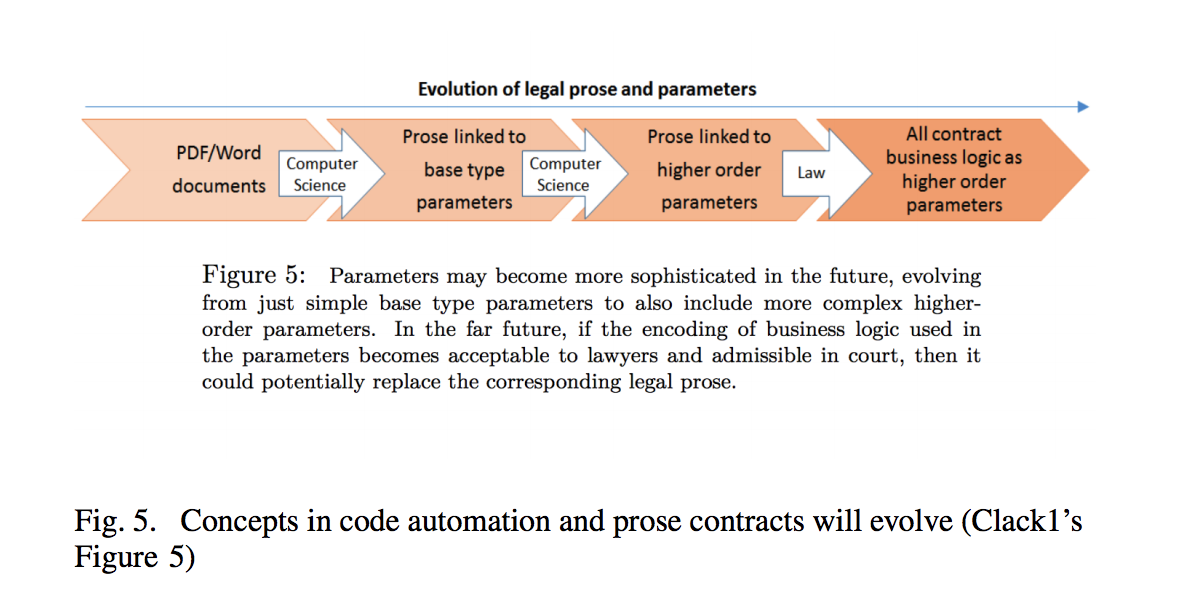 Evolution of legal prose and parameters
PDF/Word
documents
Computer
Science
Prose linked to
base type
parameters
Computer
Science
Prose linked to
higher order
parameters
Law
All contract
business logic as
higher order
parameters
Figure 5: Parameters may become more sophisticated in the future, evolving
from just simple base type parameters to also include more complex higher-
order parameters. In the far future, if the encoding of business logic used in
the parameters becomes acceptable to lawyers and admissible in court, then it
could potentially replace the corresponding legal prose.
Fig. 5. Concepts in code automation and prose contracts will evolve (Clack1’s
Figure 5)